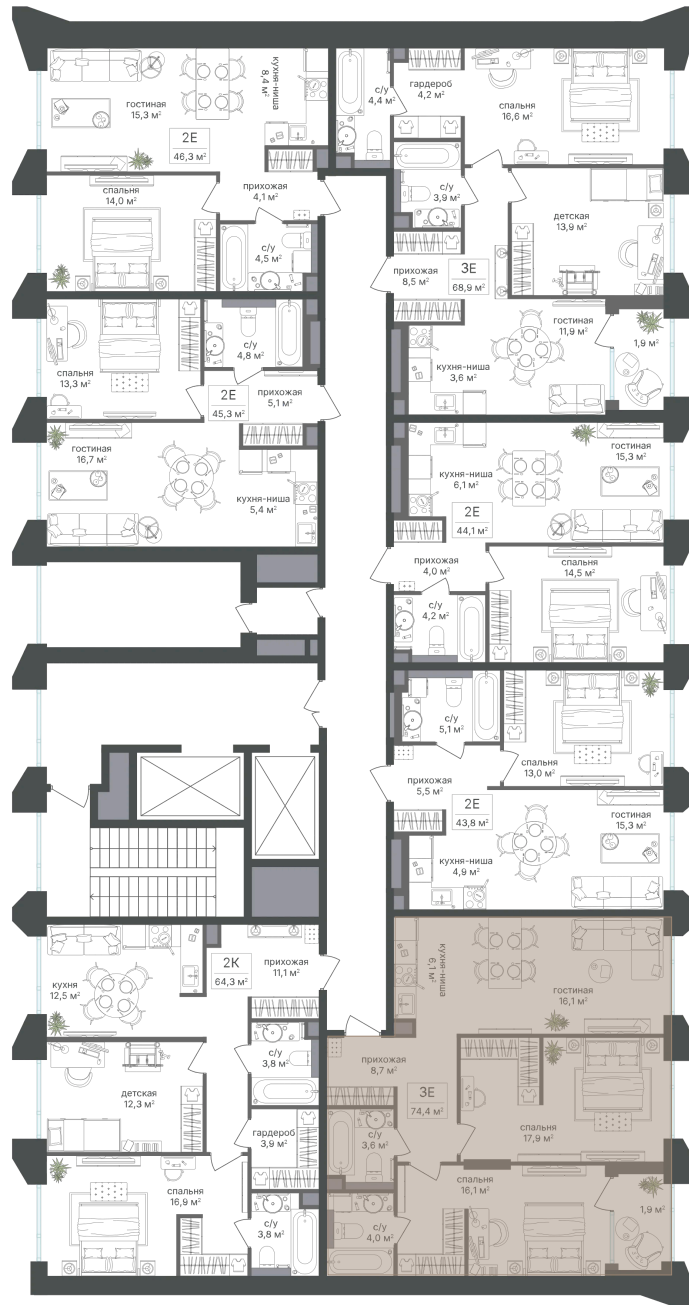 гостиная
15,3 м²
кухня-ниша
8,4 м²
2Е
46,3 м²
спальня
14,0 м²
прихожая
4,1 м²
с/у
4,5 м²
с/у
4,4 м²
гардероб
4,2 м²
спальня
16,6 м²
с/у
3,9 м²
детская
13,9 м²
прихожая
8,5 м²
3Е
68,9 м²
гостиная
11,9 м²
1,9 м²
кухня-ниша
3,6 м²
спальня
13,3 м²
с/у
4,8 м²
2Е
45,3 м²
прихожая
5,1 м²
гостиная
16,7 м²
кухня-ниша
5,4 м²
кухня-ниша
6,1 м²
гостиная
15,3 м²
2Е
44,1 м²
прихожая
4,0 м²
спальня
14,5 м²
с/у
4,2 м²
с/у
5,1 м²
спальня
13,0 м²
прихожая
5,5 м²
2Е
43,8 м²
гостиная
15,3 м²
кухня-ниша
4,9 м²
кухня
12,5 м²
2К
64,3 м²
прихожая
11,1 м²
с/у
3,8 м²
детская
12,3 м²
гардероб
3,9 м²
спальня
16,9 м²
с/у
3,8 м²
кухня-ниша
6,1 м²
гостиная
16,1 м²
прихожая
8,7 м²
3Е
74,4 м²
спальня
17,9 м²
с/у
3,6 м²
спальня
16,1 м²
с/у
4,0 м²
1,9 м²